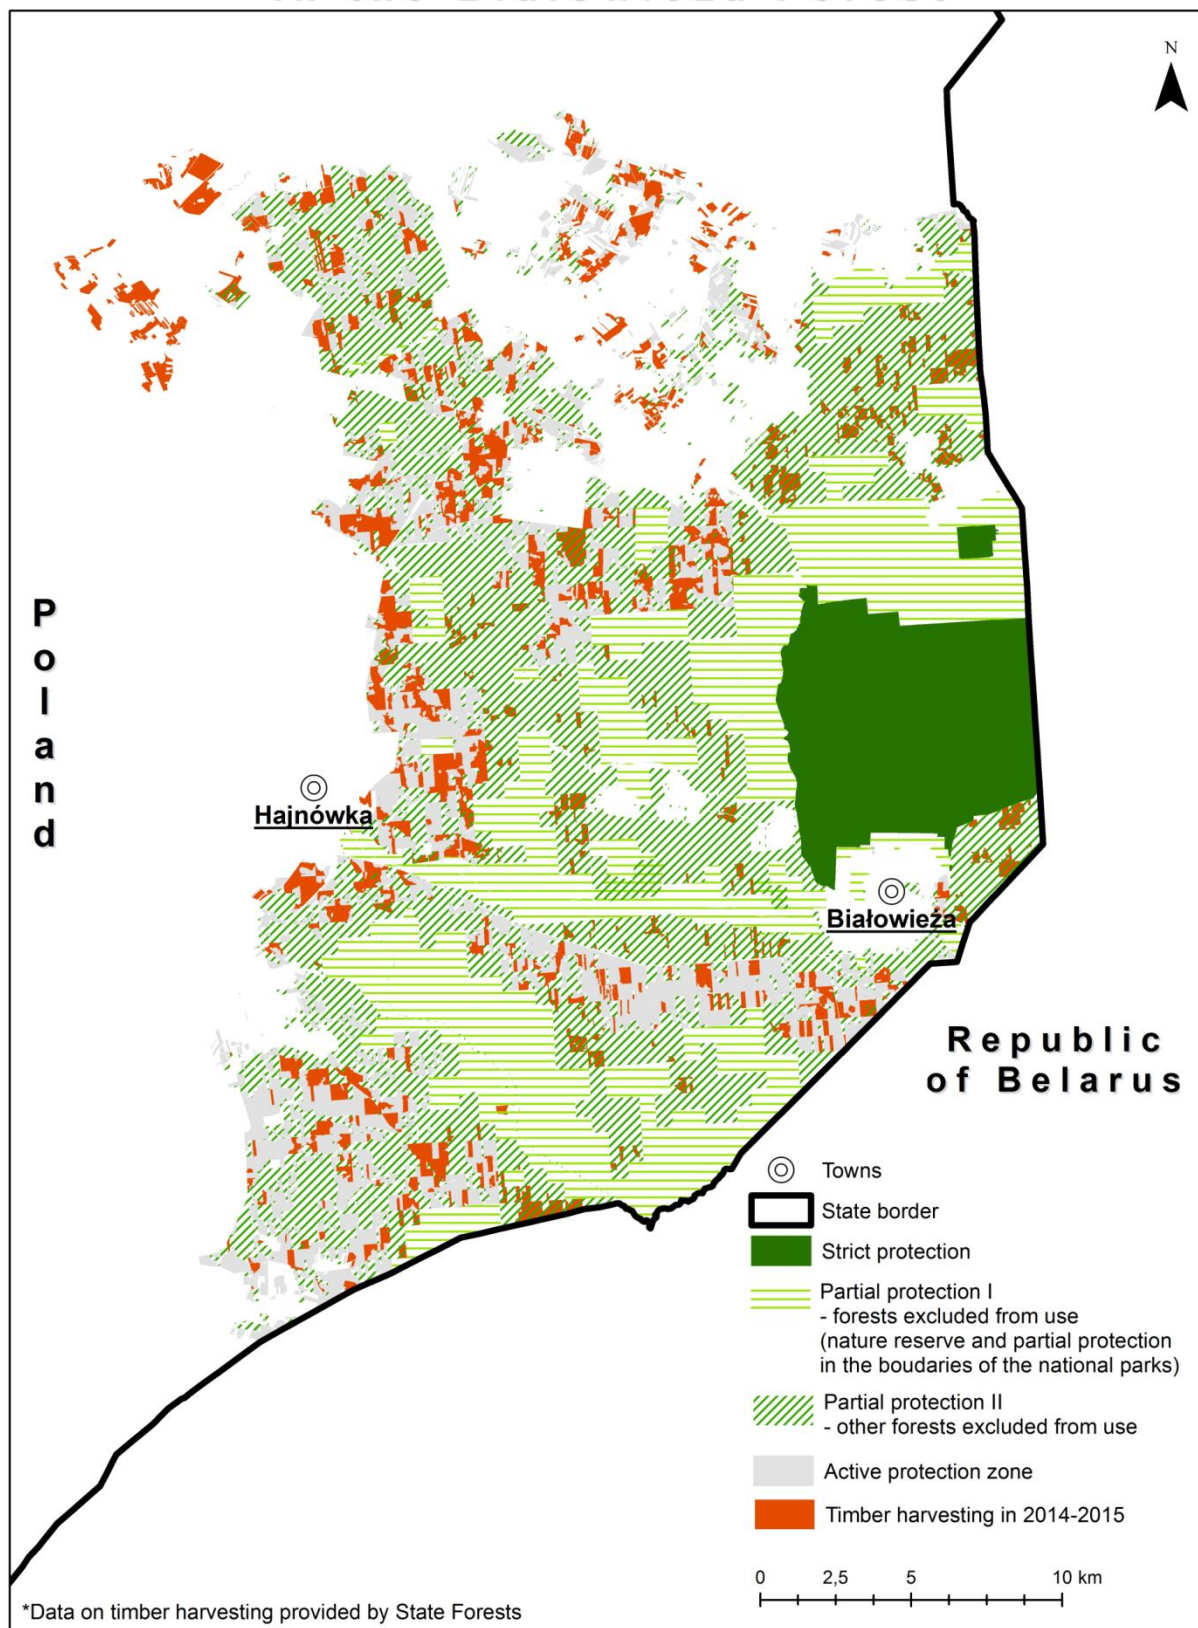 N
Poland
Hajnówka
Białowieża
Republic
of Belarus
Towns
State border
Strict protection
Partial protection I
- forests excluded from use
(nature reserve and partial protection
in the boudaries of the national parks)
Partial protection II
- other forests excluded from use
Active protection zone
Timber harvesting in 2014-2015
0 2,5 5 10 km
*Data on timber harvesting provided by State Forests